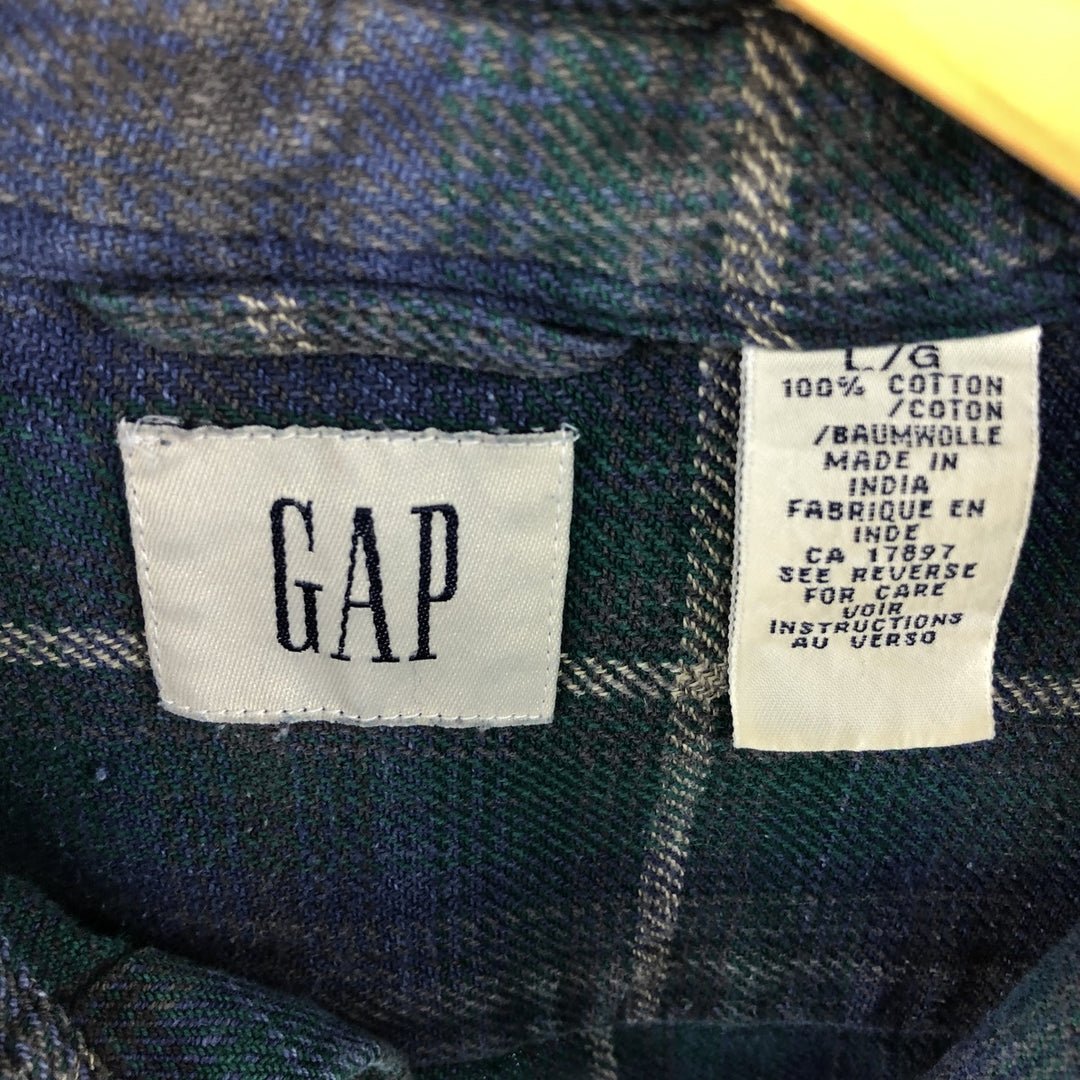 GAP
L/G
100% COTTON
/COTON
/BAUMWOLLE
MADE IN
INDIA
FABRIQUE EN
INDE
CA 17897
SEE REVERSE
FOR CARE
VOIR
INSTRUCTIONS
AU VERSO